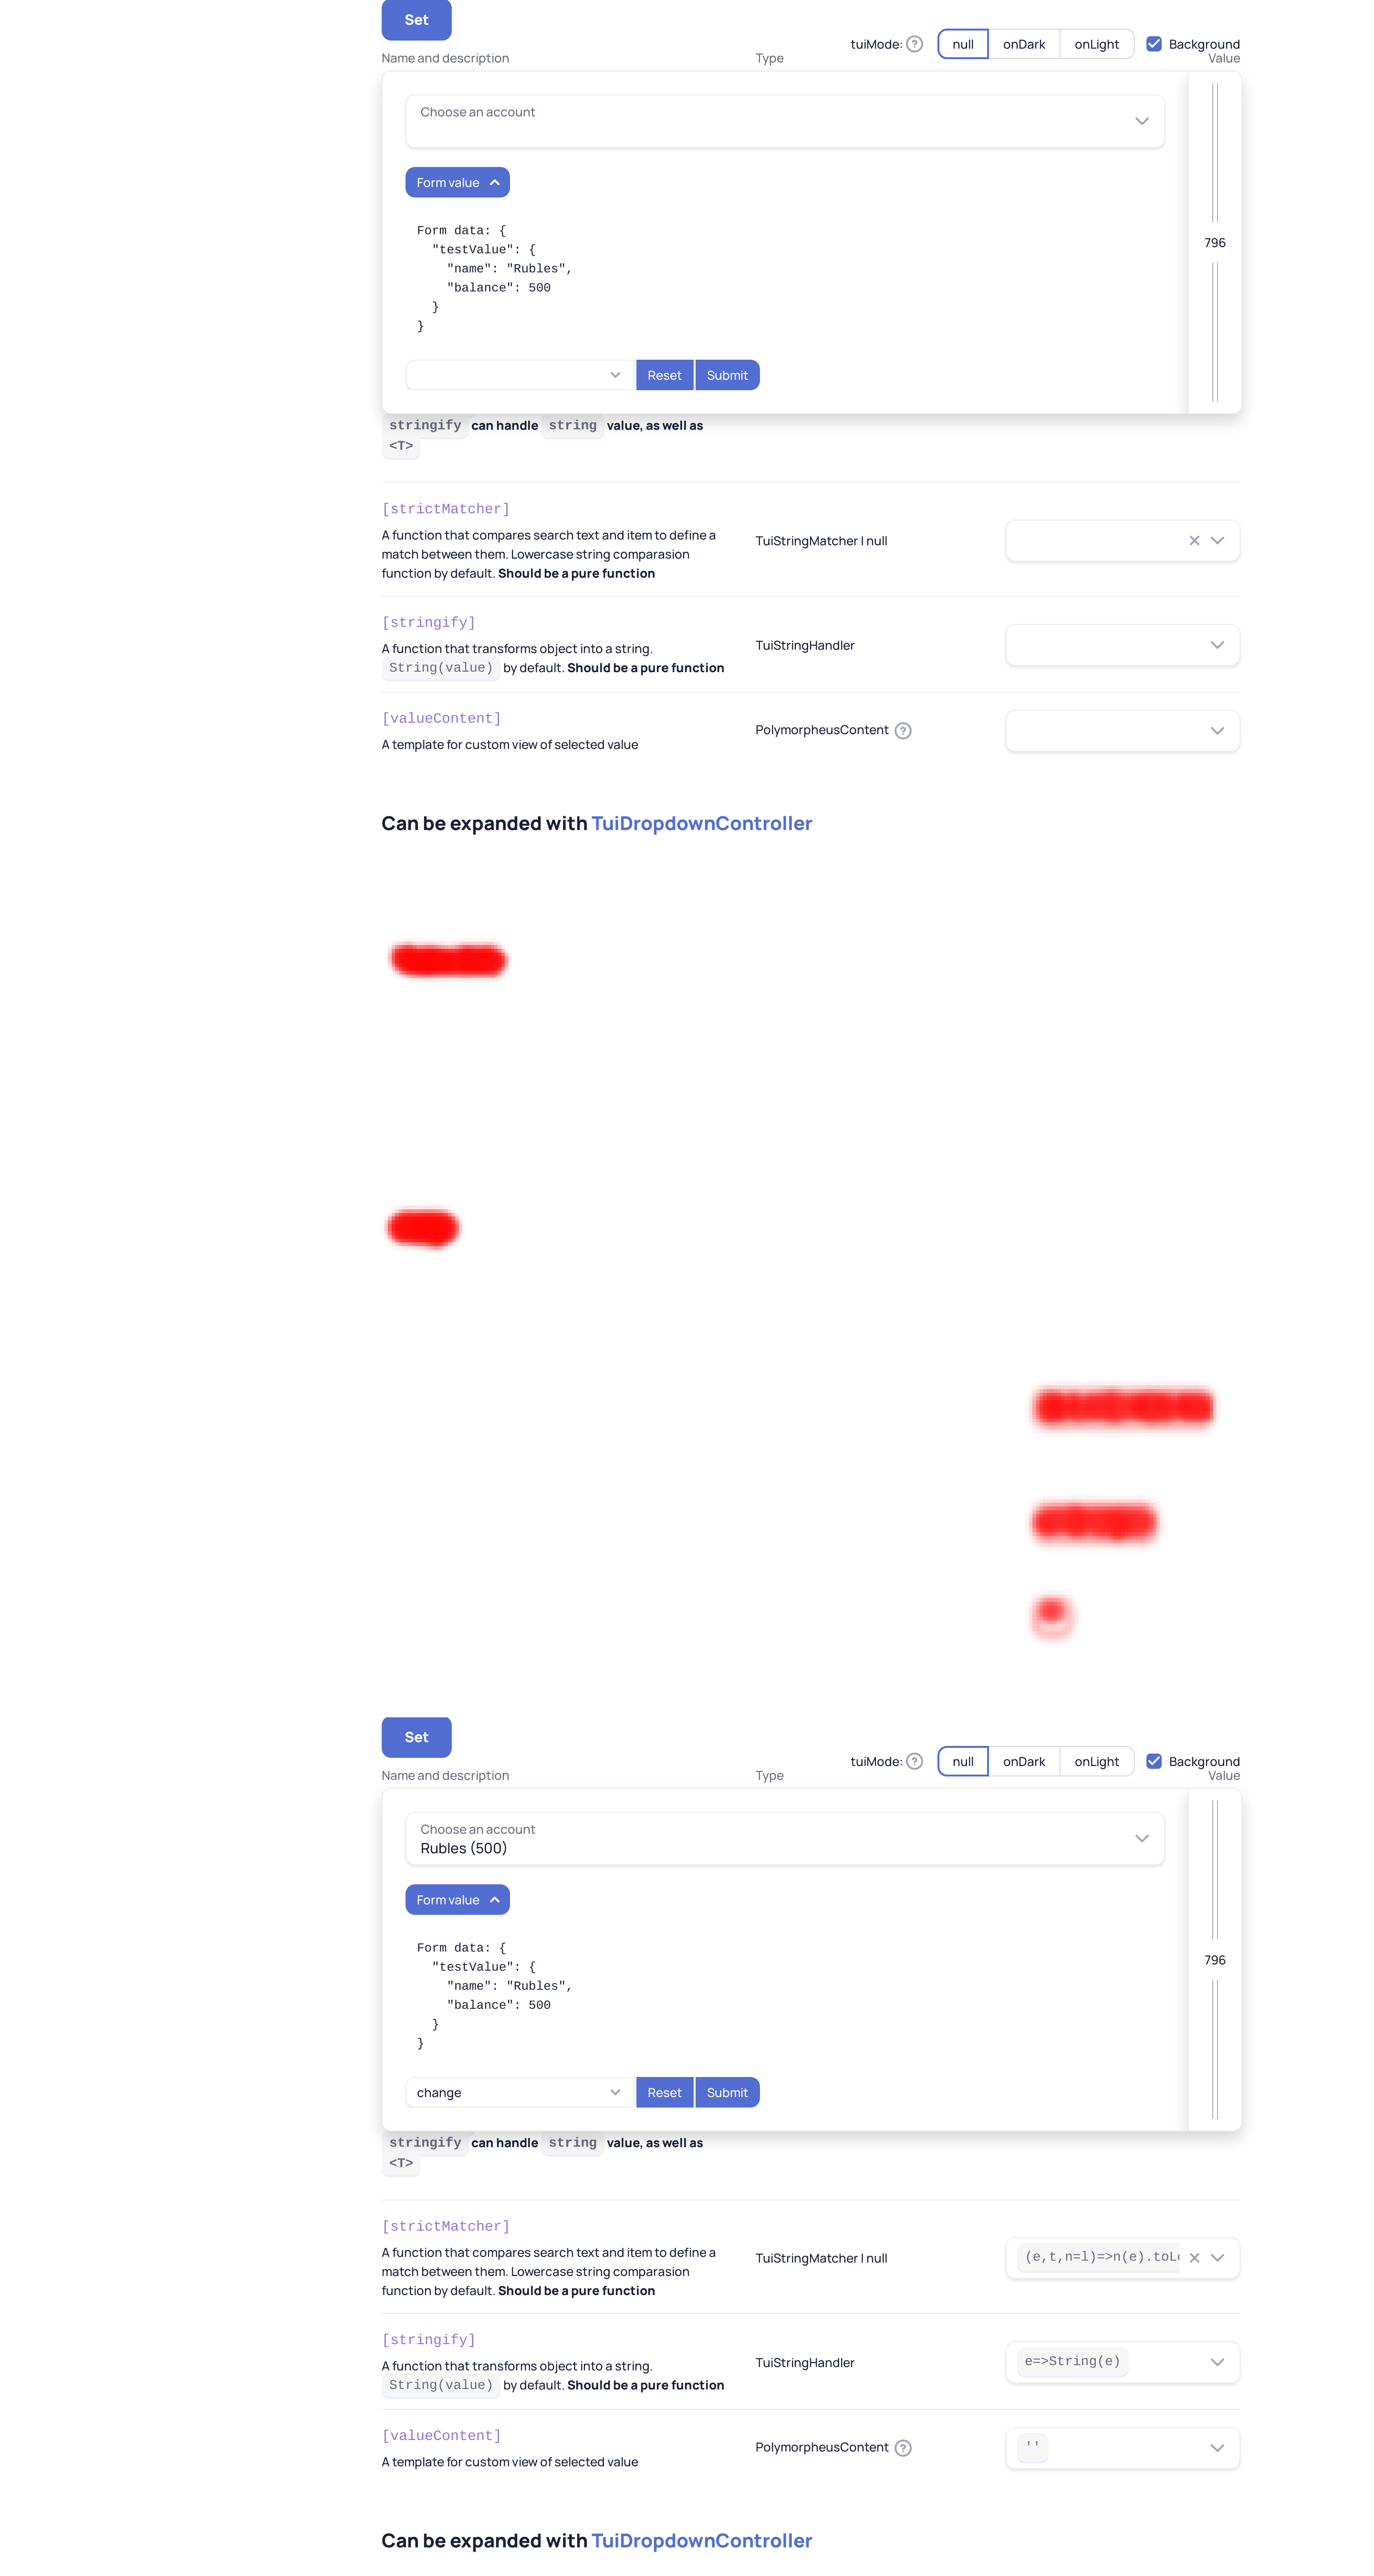 Set
tuiMode: null onDark onLight Background
Name and description Type Value
Choose an account
Form value
Form data: {
"testValue": {
"name": "Rubles",
"balance": 500
}
}
796
Reset Submit
stringify can handle string value, as well as
<T>
[strictMatcher]
A function that compares search text and item to define a
match between them. Lowercase string comparasion
function by default. Should be a pure function
TuiStringMatcher | null
[stringify]
A function that transforms object into a string.
String(value) by default. Should be a pure function
TuiStringHandler
[valueContent]
A template for custom view of selected value
PolymorpheusContent
Can be expanded with TuiDropdownController
Set
tuiMode: null onDark onLight Background
Name and description Type Value
Choose an account
Rubles (500)
Form value
Form data: {
"testValue": {
"name": "Rubles",
"balance": 500
}
}
796
change Reset Submit
stringify can handle string value, as well as
<T>
[strictMatcher]
A function that compares search text and item to define a
match between them. Lowercase string comparasion
function by default. Should be a pure function
TuiStringMatcher | null
(e,t,n=l)=>n(e).toL
[stringify]
A function that transforms object into a string.
String(value) by default. Should be a pure function
TuiStringHandler
e=>String(e)
[valueContent]
A template for custom view of selected value
PolymorpheusContent
''
Can be expanded with TuiDropdownController